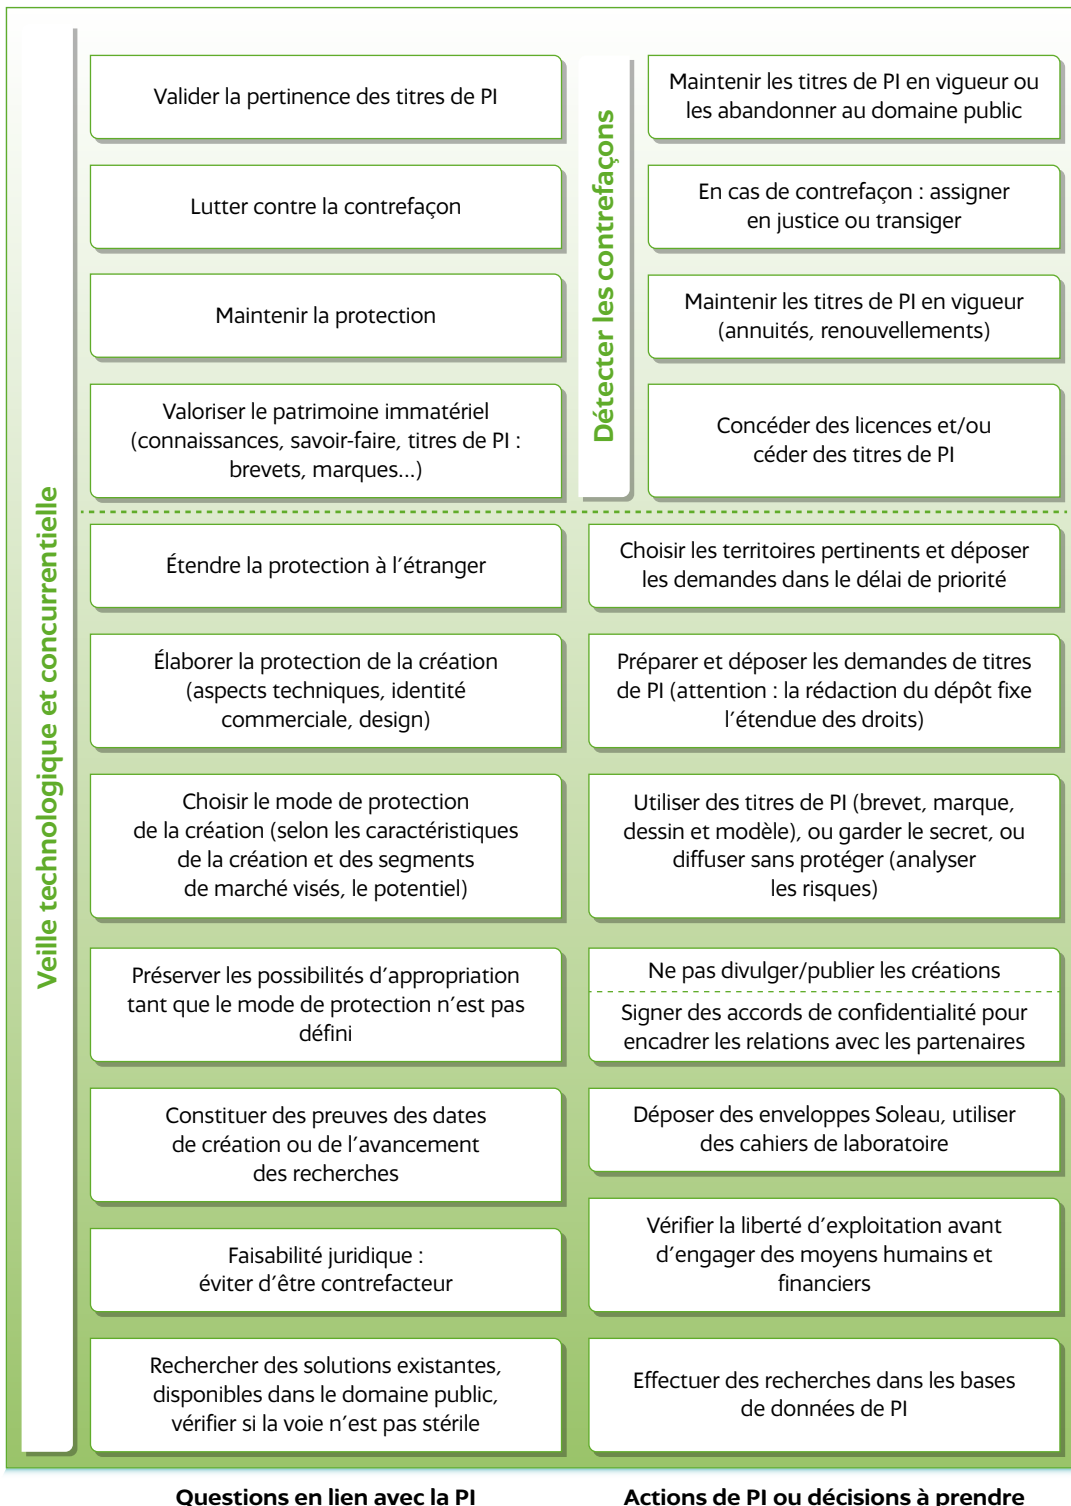 Veille technologique et concurrentielle
Valider la pertinence des titres de PI
Détecter les contrefaçons
Maintenir les titres de PI en vigueur ou
les abandonner au domaine public
Lutter contre la contrefaçon
En cas de contrefaçon : assigner
en justice ou transiger
Maintenir la protection
Maintenir les titres de PI en vigueur
(annuités, renouvellements)
Valoriser le patrimoine immatériel
(connaissances, savoir-faire, titres de PI :
brevets, marques...)
Concéder des licences et/ou
céder des titres de PI
Étendre la protection à l'étranger
Choisir les territoires pertinents et déposer
les demandes dans le délai de priorité
Élaborer la protection de la création
(aspects techniques, identité
commerciale, design)
Préparer et déposer les demandes de titres
de PI (attention : la rédaction du dépôt fixe
l'étendue des droits)
Choisir le mode de protection
de la création (selon les caractéristiques
de la création et des segments
de marché visés, le potentiel)
Utiliser des titres de PI (brevet, marque,
dessin et modèle), ou garder le secret, ou
diffuser sans protéger (analyser
les risques)
Préserver les possibilités d'appropriation
tant que le mode de protection n'est pas
défini
Ne pas divulger/publier les créations
Signer des accords de confidentialité pour
encadrer les relations avec les partenaires
Constituer des preuves des dates
de création ou de l'avancement
des recherches
Déposer des enveloppes Soleau, utiliser
des cahiers de laboratoire
Faisabilité juridique :
éviter d'être contrefacteur
Vérifier la liberté d'exploitation avant
d'engager des moyens humains et
financiers
Rechercher des solutions existantes,
disponibles dans le domaine public,
vérifier si la voie n'est pas stérile
Effectuer des recherches dans les bases
de données de PI
Questions en lien avec la PI
Actions de PI ou décisions à prendre